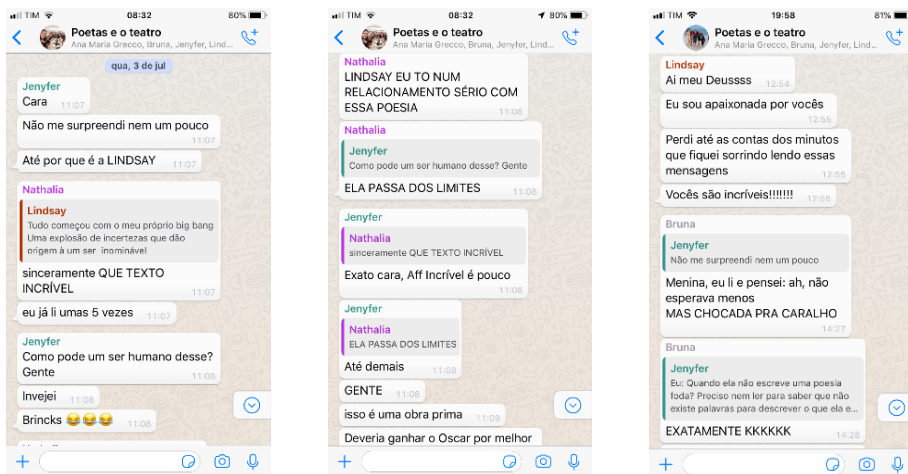 TIM 08:32 80%
Poetas e o teatro
Ana Maria Grecco, Bruna, Jenyfer, Lind...
qua, 3 de jul
Jenyfer
Cara 11:07
Não me surpreendi nem um pouco
11:07
Até por que é a LINDSAY 11:07
Nathalia
Lindsay
Tudo começou com o meu próprio big bang
Uma explosão de incertezas que dão
origem à um ser inominável
sinceramente QUE TEXTO
INCRÍVEL 11:07
eu já li umas 5 vezes 11:07
Jenyfer
Como pode um ser humano desse?
Gente 11:08
Invejei 11:08
Brincks 😂😂😂 11:08
TIM 08:32 80%
Poetas e o teatro
Ana Maria Grecco, Bruna, Jenyfer, Lind...
Nathalia
LINDSAY EU TO NUM
RELACIONAMENTO SÉRIO COM
ESSA POESIA 11:08
Nathalia
Jenyfer
Como pode um ser humano desse? Gente
ELA PASSA DOS LIMITES 11:08
Jenyfer
Nathalia
sinceramente QUE TEXTO INCRÍVEL
Exato cara, Aff Incrível é pouco
11:08
Jenyfer
Nathalia
ELA PASSA DOS LIMITES
Até demais 11:08
GENTE 11:08
isso é uma obra prima 11:09
Deveria ganhar o Oscar por melhor
TIM 19:58 81%
Poetas e o teatro
Ana Maria Grecco, Bruna, Jenyfer, Lind...
Lindsay
Ai meu Deussss 12:54
Eu sou apaixonada por vocês
12:55
Perdi até as contas dos minutos
que fiquei sorrindo lendo essas
mensagens 12:55
Vocês são incríveis!!!!!!! 12:55
Bruna
Jenyfer
Não me surpreendi nem um pouco
Menina, eu li e pensei: ah, não
esperava menos
MAS CHOCADA PRA CARALHO
14:27
Bruna
Jenyfer
Eu: Quando ela não escreve uma poesia
foda? Preciso nem ler para saber que não
existe palavras para descrever o que ela e...
EXATAMENTE KKKKKK 14:28